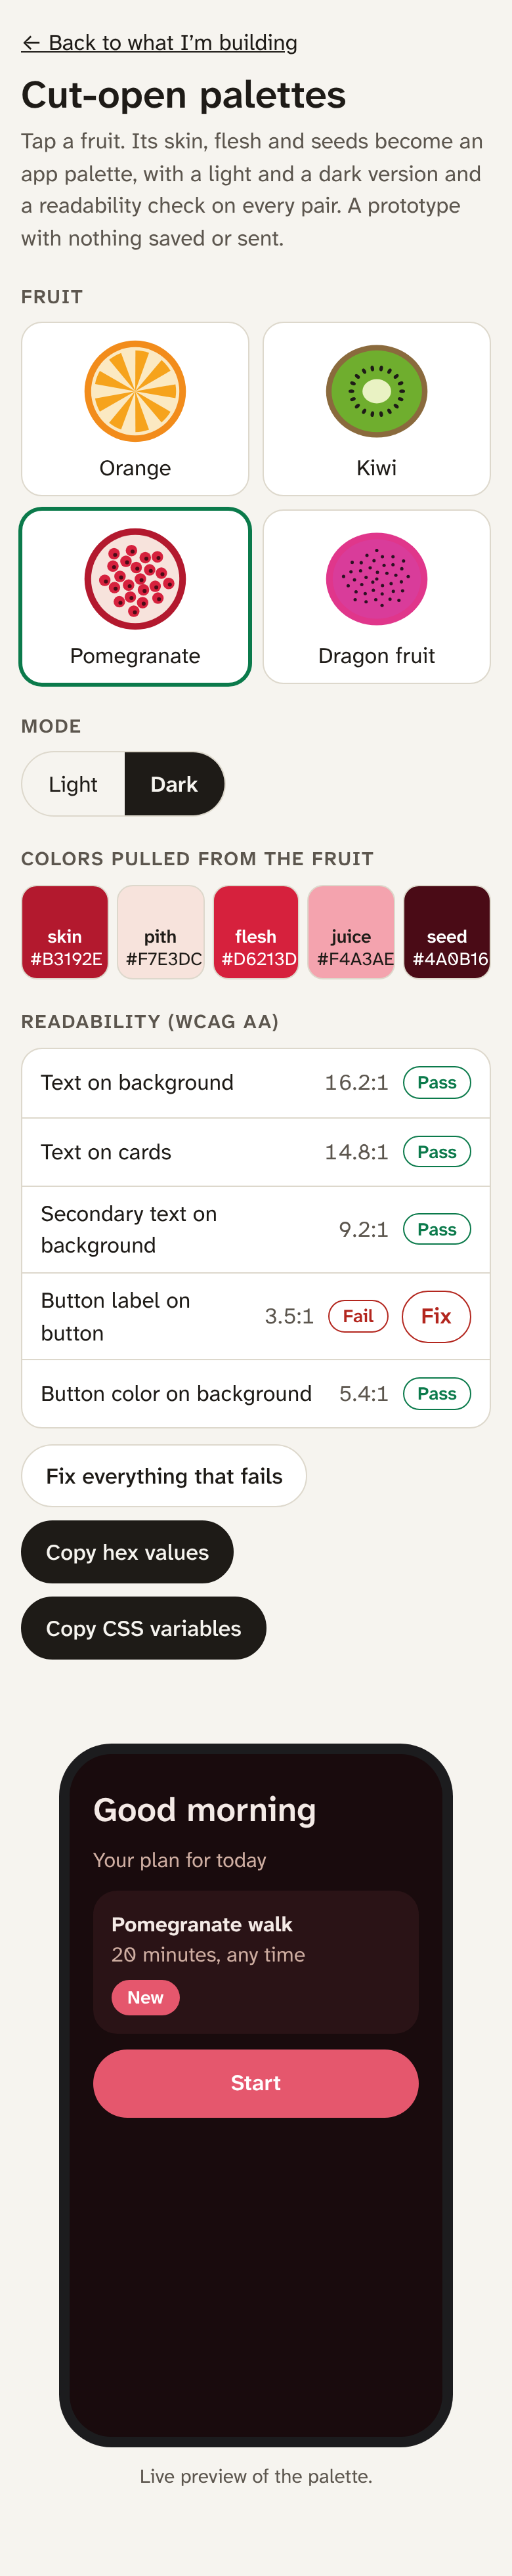 ← Back to what I’m building
Cut-open palettes
Tap a fruit. Its skin, flesh and seeds become an
app palette, with a light and a dark version and
a readability check on every pair. A prototype
with nothing saved or sent.
FRUIT
Orange
Kiwi
Pomegranate
Dragon fruit
MODE
Light
Dark
COLORS PULLED FROM THE FRUIT
skin
#B3192E
pith
#F7E3DC
flesh
#D6213D
juice
#F4A3AE
seed
#4A0B16
READABILITY (WCAG AA)
Text on background 16.2:1 Pass
Text on cards 14.8:1 Pass
Secondary text on
background 9.2:1 Pass
Button label on
button 3.5:1 Fail Fix
Button color on background 5.4:1 Pass
Fix everything that fails
Copy hex values
Copy CSS variables
Good morning
Your plan for today
Pomegranate walk
20 minutes, any time
New
Start
Live preview of the palette.